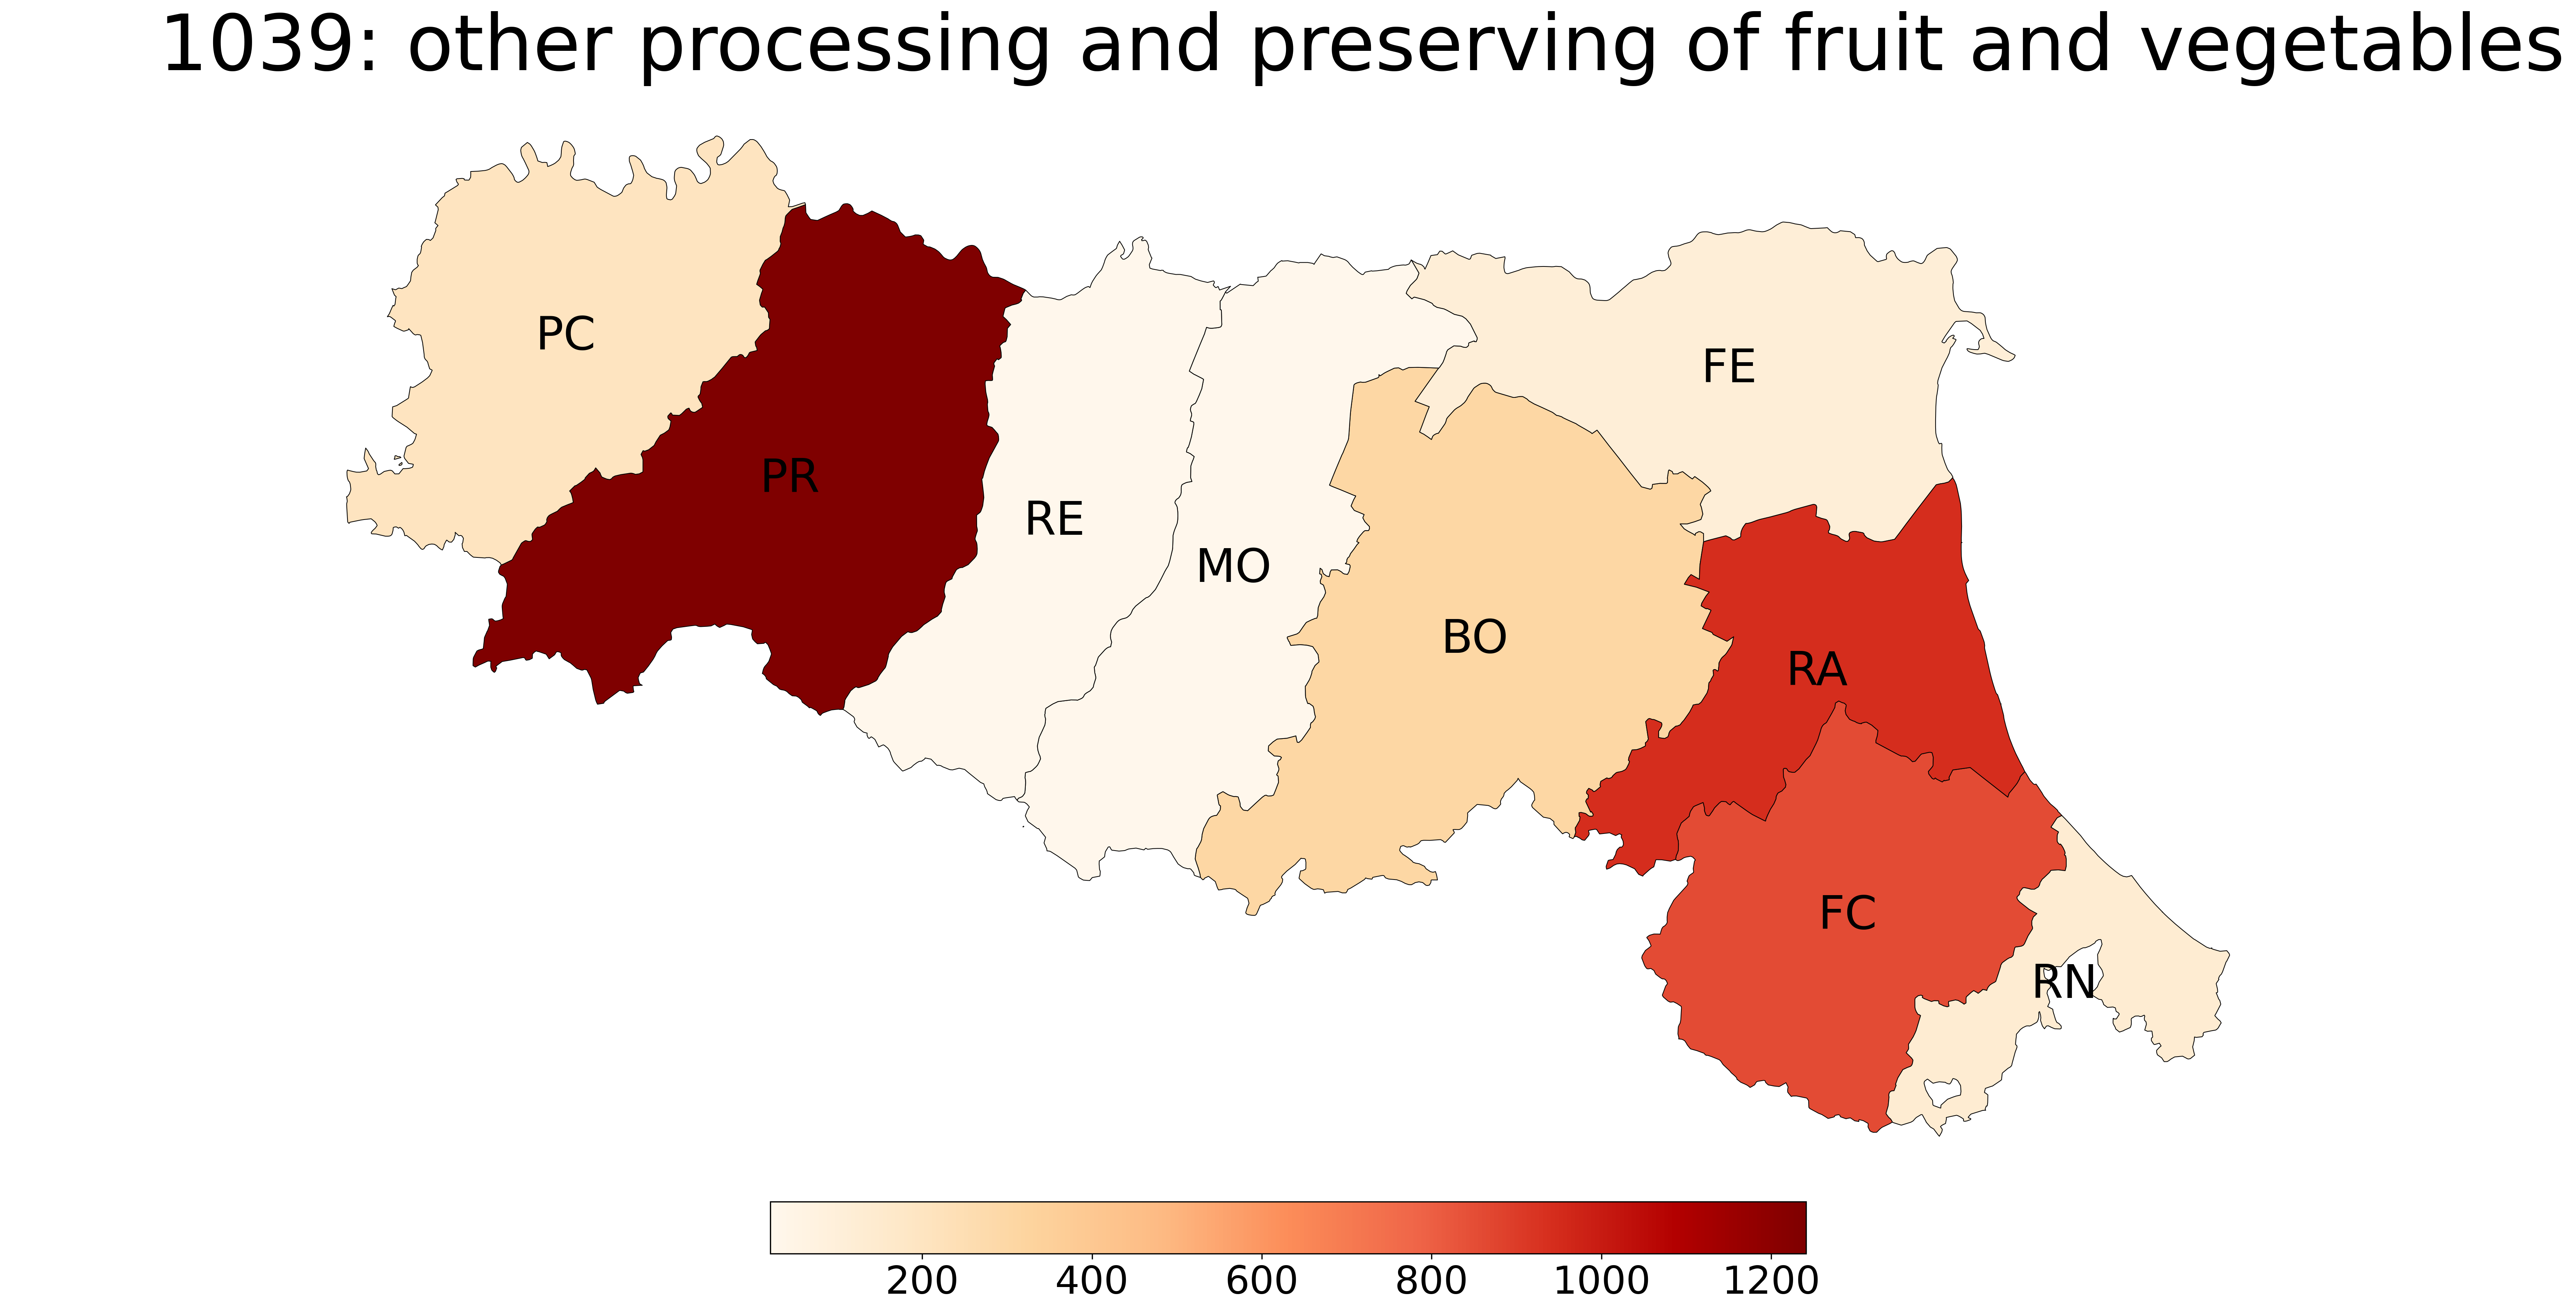 1039: other processing and preserving of fruit and vegetables
PC
FE
PR
RE
MO
BO
RA
FC
RN
200 400 600 800 1000 1200